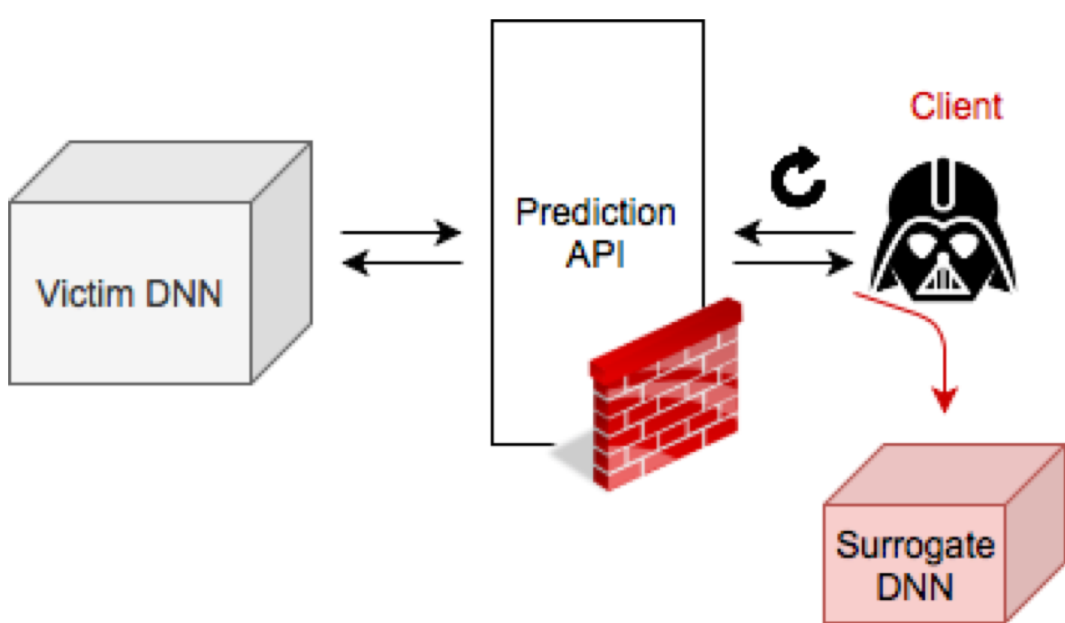 Client
Prediction
API
Victim DNN
Surrogate
DNN